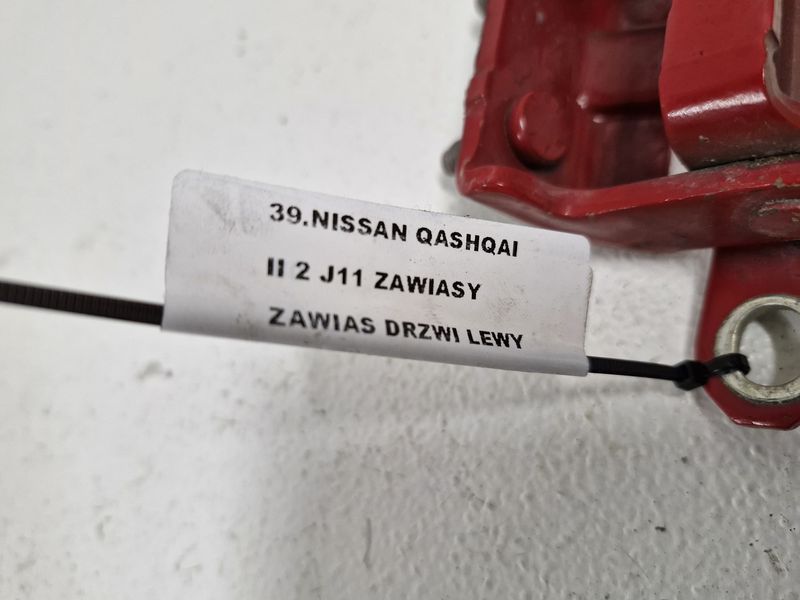 39.NISSAN QASHQAI
II 2 J11 ZAWIASY
ZAWIAS DRZWI LEWY